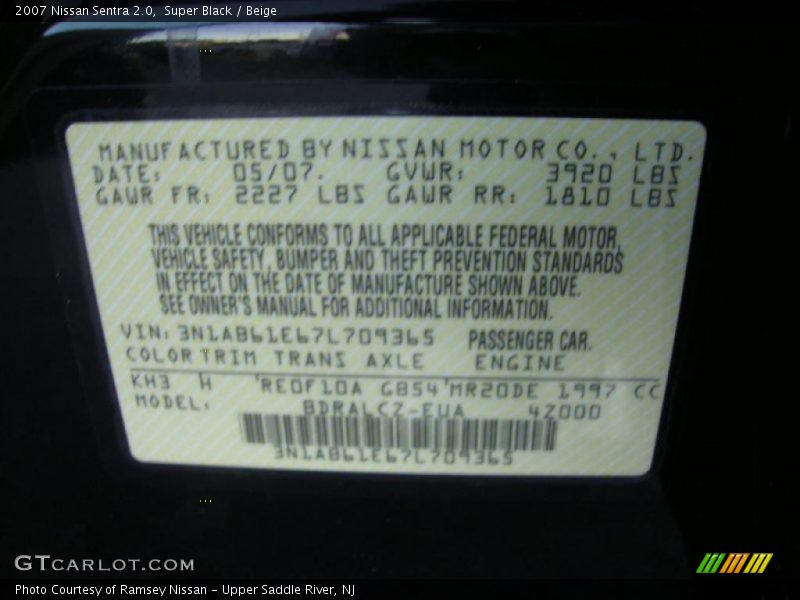 2007 Nissan Sentra 2.0, Super Black / Beige
MANUFACTURED BY NISSAN MOTOR CO., LTD.
DATE: 05/07. GVWR: 3920 LBS
GAWR FR: 2227 LBS GAWR RR: 1810 LBS
THIS VEHICLE CONFORMS TO ALL APPLICABLE FEDERAL MOTOR,
VEHICLE SAFETY, BUMPER AND THEFT PREVENTION STANDARDS
IN EFFECT ON THE DATE OF MANUFACTURE SHOWN ABOVE.
SEE OWNER'S MANUAL FOR ADDITIONAL INFORMATION.
VIN: 3N1AB61E67L709365 PASSENGER CAR.
COLOR TRIM TRANS AXLE ENGINE
KH3 H 'RE0F10A GB54 'MR20DE 1997 CC
MODEL: BDRALCZ-EUA 4Z000
3N1AB61E67L709365
GTCARLOT.COM
Photo Courtesy of Ramsey Nissan - Upper Saddle River, NJ